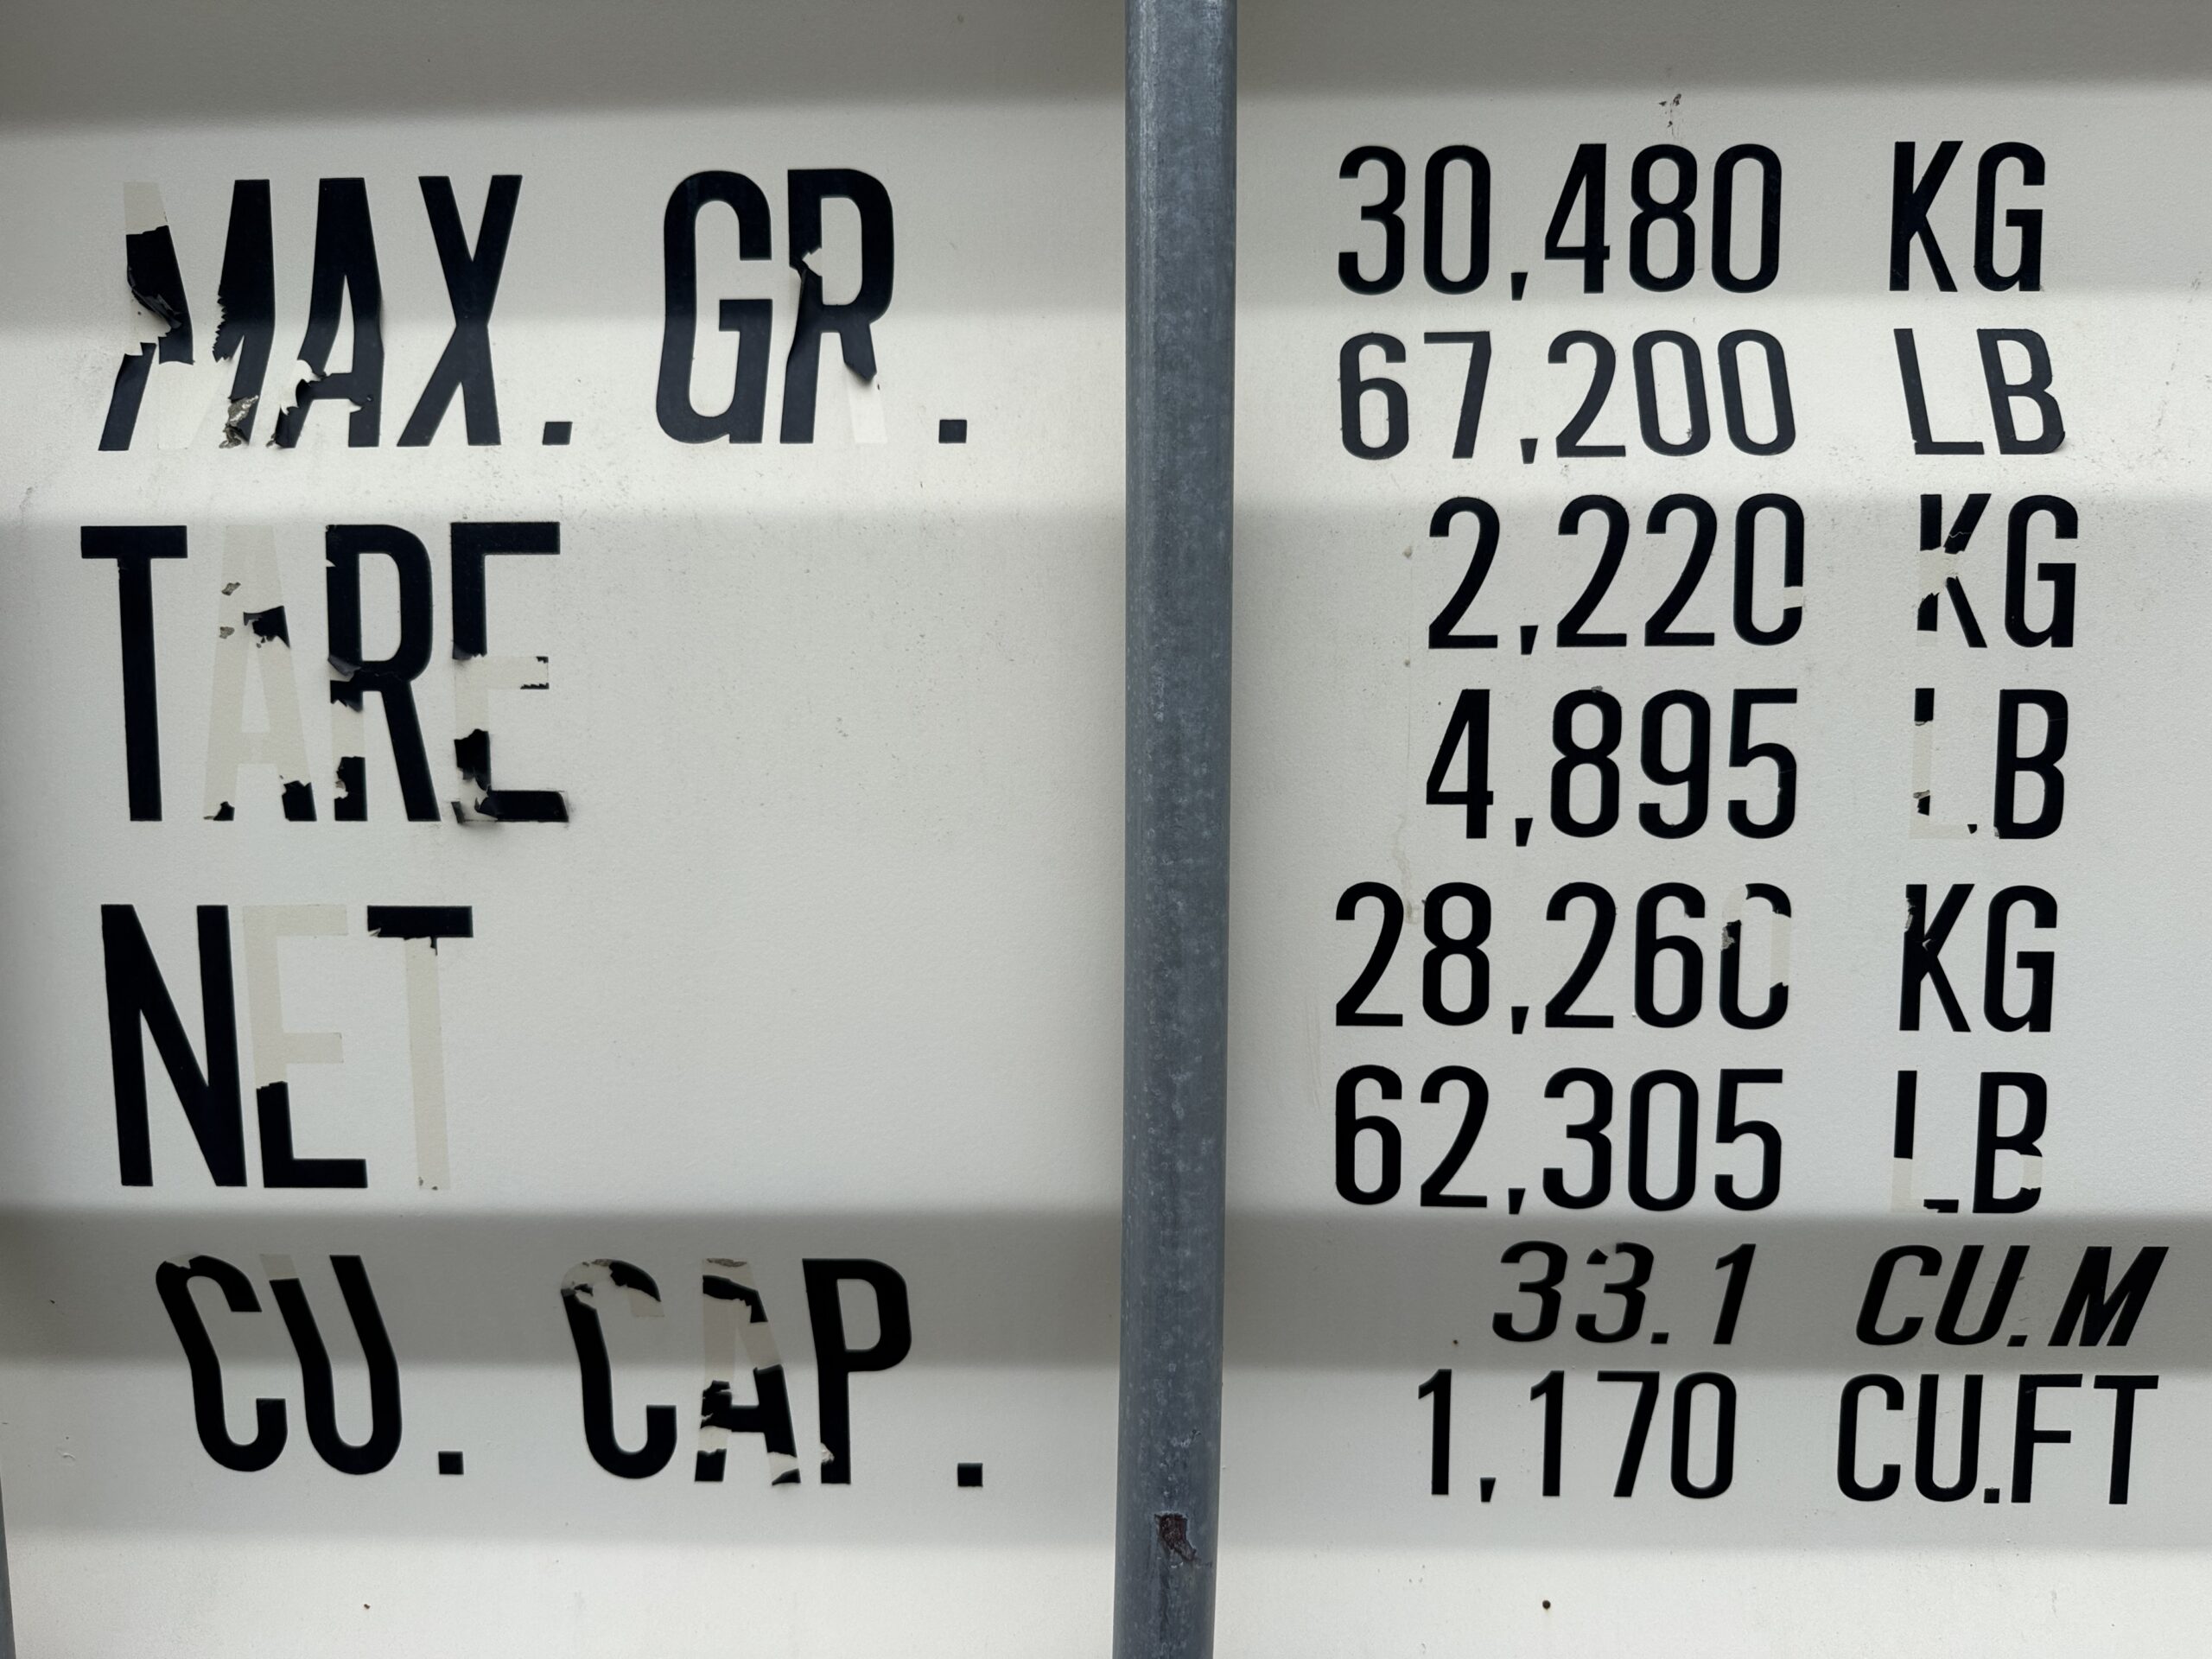 MAX. GR. 30,480 KG
67,200 LB
TARE 2,220 KG
4,895 LB
NET 28,260 KG
62,305 LB
CU. CAP. 33.1 CU.M
1,170 CU.FT